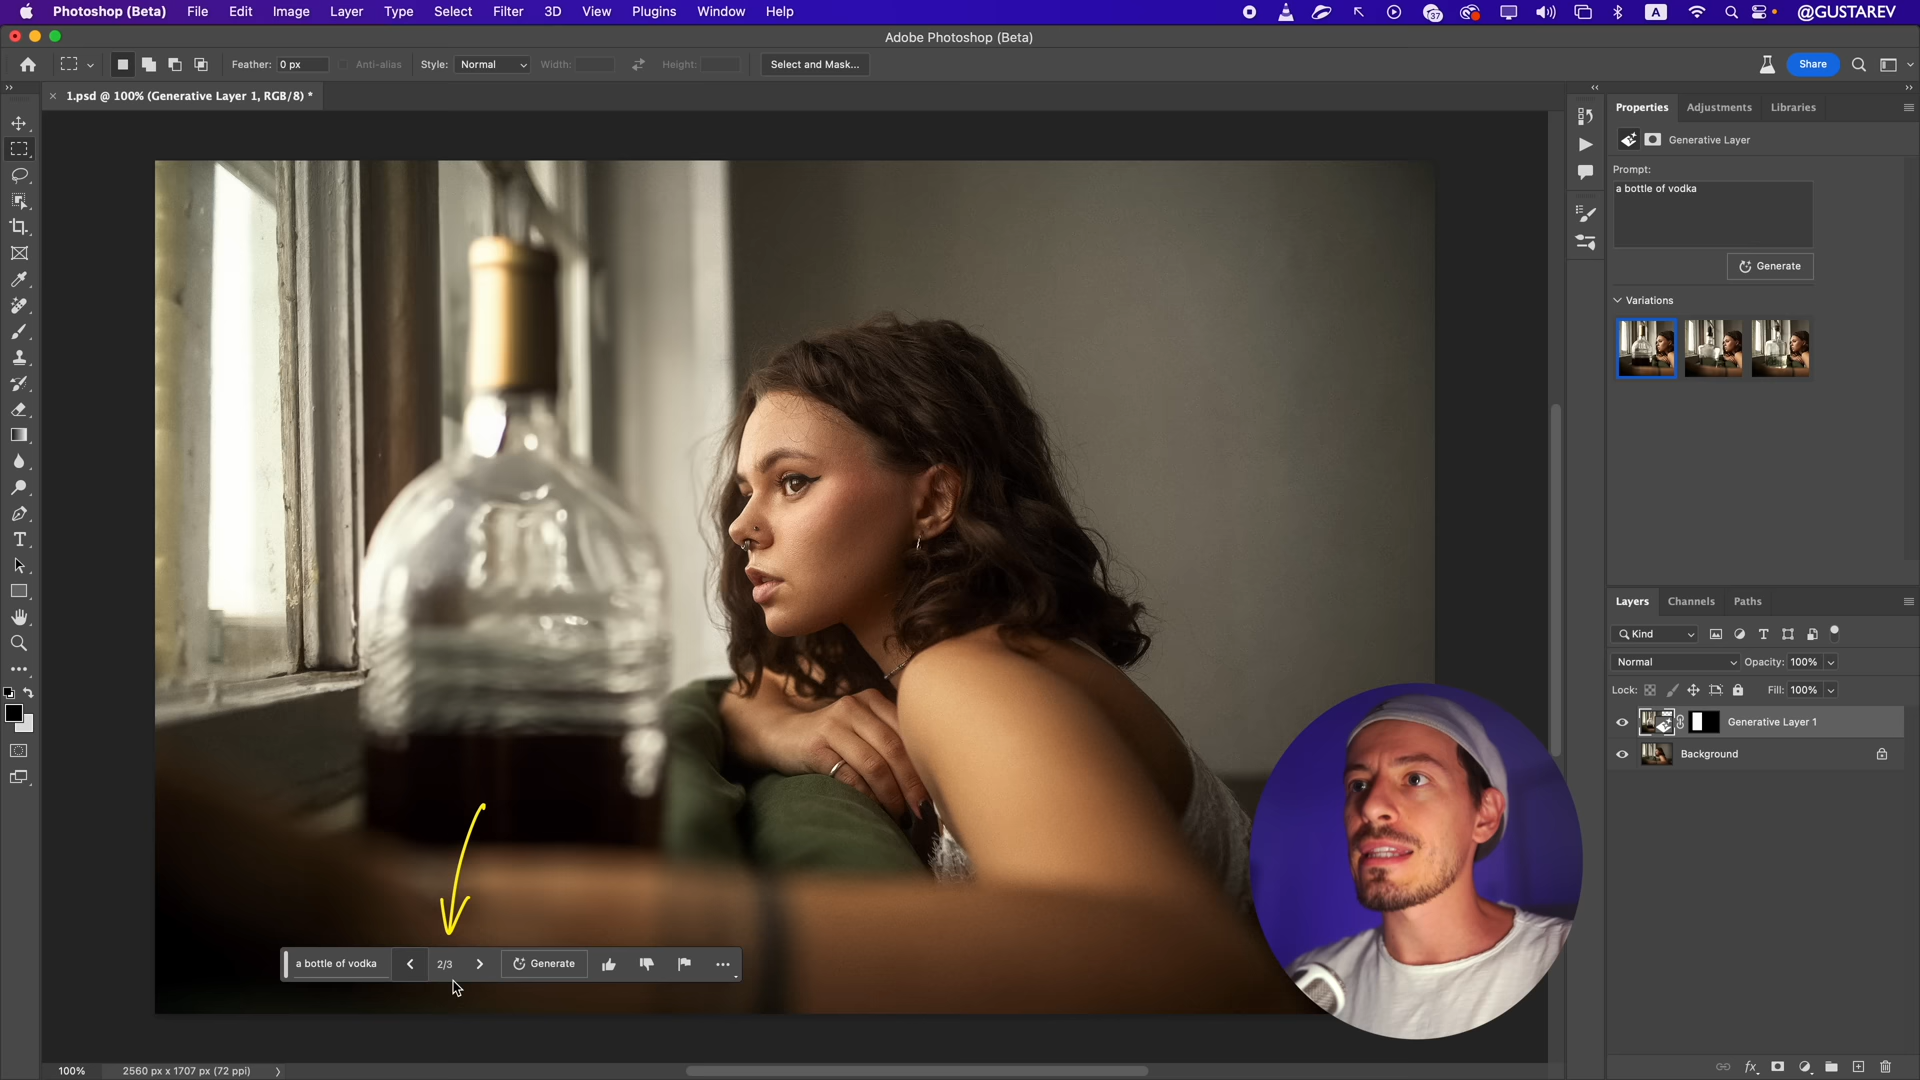 Photoshop (Beta) File Edit Image Layer Type Select Filter 3D View Plugins Window Help 37 A @GUSTAREV
Adobe Photoshop (Beta)
Feather: 0 px Anti-alias Style: Normal Width: Height: Select and Mask... Share
1.psd @ 100% (Generative Layer 1, RGB/8) *
Properties Adjustments Libraries
Generative Layer
Prompt:
a bottle of vodka
Generate
Variations
Layers Channels Paths
Kind
Normal Opacity: 100%
Lock: Fill: 100%
Generative Layer 1
Background
a bottle of vodka 2/3 Generate
100% 2560 px x 1707 px (72 ppi)